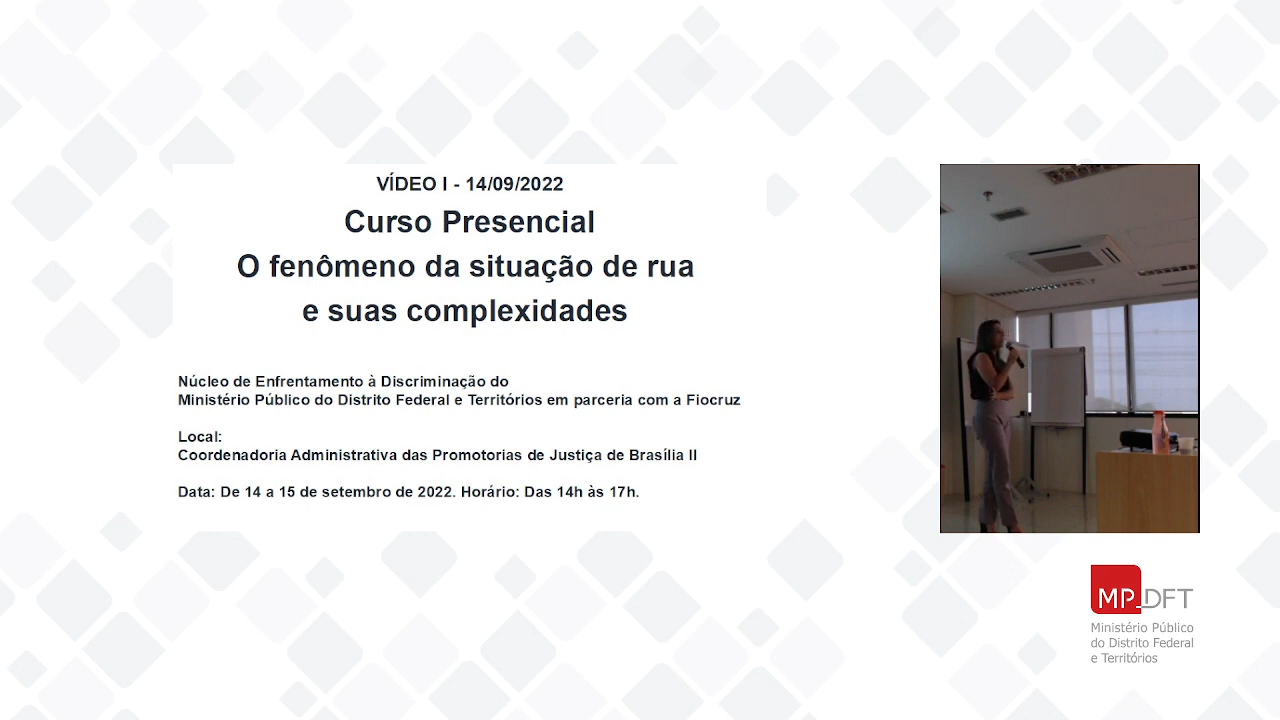 VÍDEO I - 14/09/2022
Curso Presencial
O fenômeno da situação de rua
e suas complexidades
Núcleo de Enfrentamento à Discriminação do
Ministério Público do Distrito Federal e Territórios em parceria com a Fiocruz
Local:
Coordenadoria Administrativa das Promotorias de Justiça de Brasília II
Data: De 14 a 15 de setembro de 2022. Horário: Das 14h às 17h.
MP_DFT
Ministério Público
do Distrito Federal
e Territórios